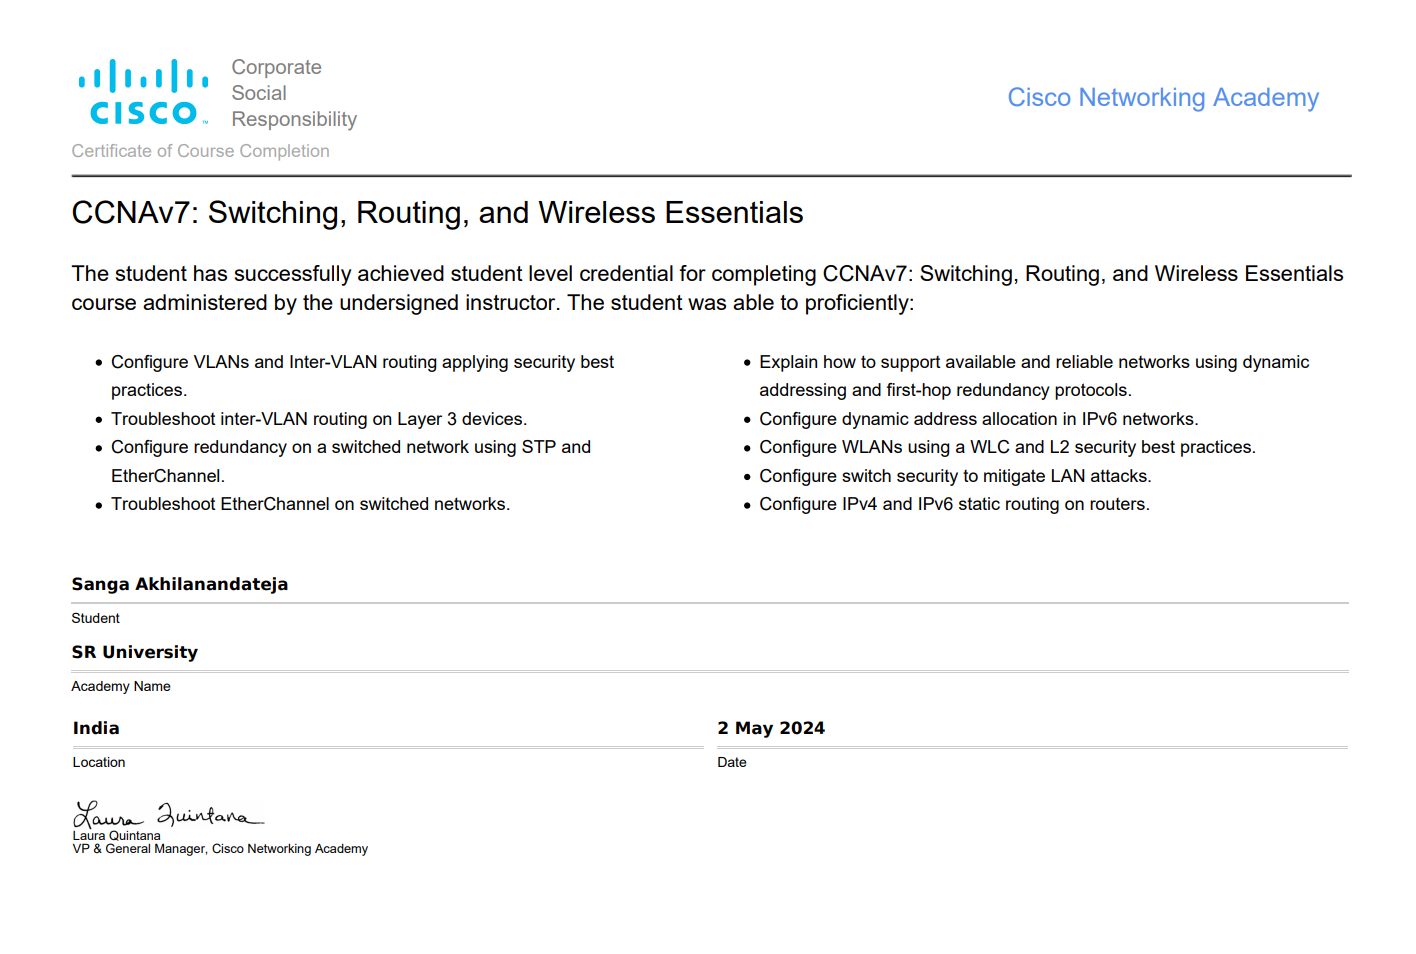 CISCO™
Corporate
Social
Responsibility
Cisco Networking Academy
Certificate of Course Completion
CCNAv7: Switching, Routing, and Wireless Essentials
The student has successfully achieved student level credential for completing CCNAv7: Switching, Routing, and Wireless Essentials
course administered by the undersigned instructor. The student was able to proficiently:
• Configure VLANs and Inter-VLAN routing applying security best
practices.
• Troubleshoot inter-VLAN routing on Layer 3 devices.
• Configure redundancy on a switched network using STP and
EtherChannel.
• Troubleshoot EtherChannel on switched networks.
• Explain how to support available and reliable networks using dynamic
addressing and first-hop redundancy protocols.
• Configure dynamic address allocation in IPv6 networks.
• Configure WLANs using a WLC and L2 security best practices.
• Configure switch security to mitigate LAN attacks.
• Configure IPv4 and IPv6 static routing on routers.
Sanga Akhilanandateja
Student
SR University
Academy Name
India
Location
2 May 2024
Date
Laura Quintana
Laura Quintana
VP & General Manager, Cisco Networking Academy